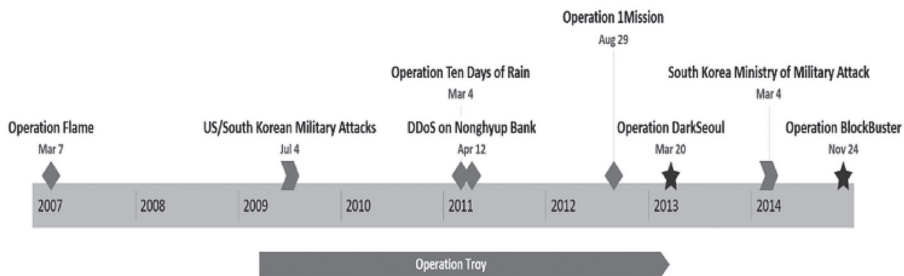 Operation 1Mission
Aug 29
Operation Ten Days of Rain
Mar 4
South Korea Ministry of Military Attack
Mar 4
Operation Flame
Mar 7
US/South Korean Military Attacks
Jul 4
DDoS on Nonghyup Bank
Apr 12
Operation DarkSeoul
Mar 20
Operation BlockBuster
Nov 24
2007 2008 2009 2010 2011 2012 2013 2014
Operation Troy